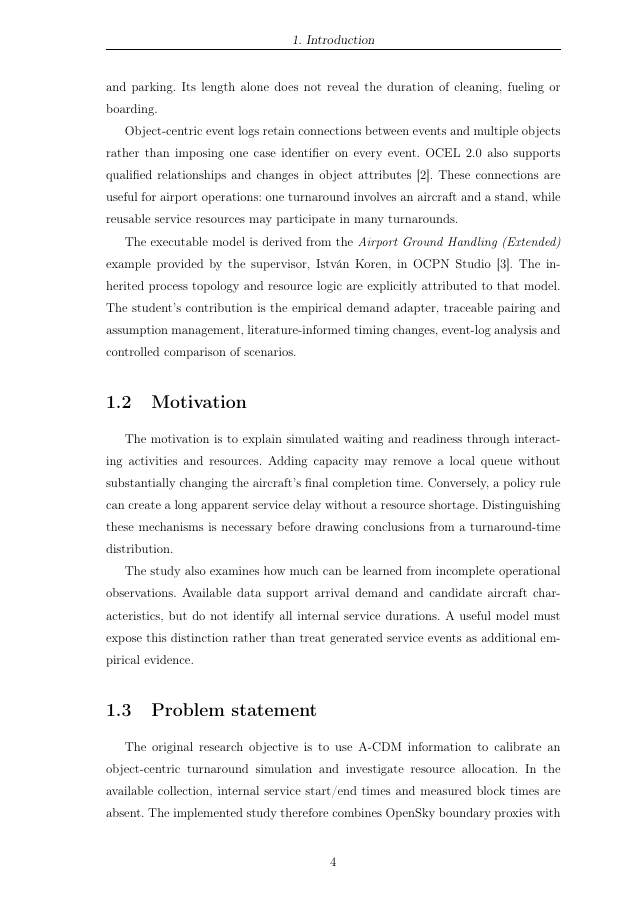 1. Introduction
and parking. Its length alone does not reveal the duration of cleaning, fueling or
boarding.
Object-centric event logs retain connections between events and multiple objects
rather than imposing one case identifier on every event. OCEL 2.0 also supports
qualified relationships and changes in object attributes [2]. These connections are
useful for airport operations: one turnaround involves an aircraft and a stand, while
reusable service resources may participate in many turnarounds.
The executable model is derived from the Airport Ground Handling (Extended)
example provided by the supervisor, István Koren, in OCPN Studio [3]. The in-
herited process topology and resource logic are explicitly attributed to that model.
The student's contribution is the empirical demand adapter, traceable pairing and
assumption management, literature-informed timing changes, event-log analysis and
controlled comparison of scenarios.
1.2 Motivation
The motivation is to explain simulated waiting and readiness through interact-
ing activities and resources. Adding capacity may remove a local queue without
substantially changing the aircraft's final completion time. Conversely, a policy rule
can create a long apparent service delay without a resource shortage. Distinguishing
these mechanisms is necessary before drawing conclusions from a turnaround-time
distribution.
The study also examines how much can be learned from incomplete operational
observations. Available data support arrival demand and candidate aircraft char-
acteristics, but do not identify all internal service durations. A useful model must
expose this distinction rather than treat generated service events as additional em-
pirical evidence.
1.3 Problem statement
The original research objective is to use A-CDM information to calibrate an
object-centric turnaround simulation and investigate resource allocation. In the
available collection, internal service start/end times and measured block times are
absent. The implemented study therefore combines OpenSky boundary proxies with
4